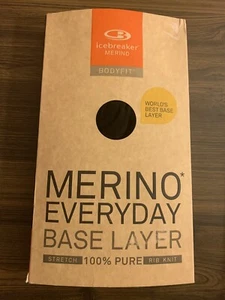 icebreaker
MERINO
BODYFIT
WORLD'S
BEST BASE
LAYER
MERINO*
EVERYDAY
BASE LAYER
STRETCH 100% PURE RIB KNIT